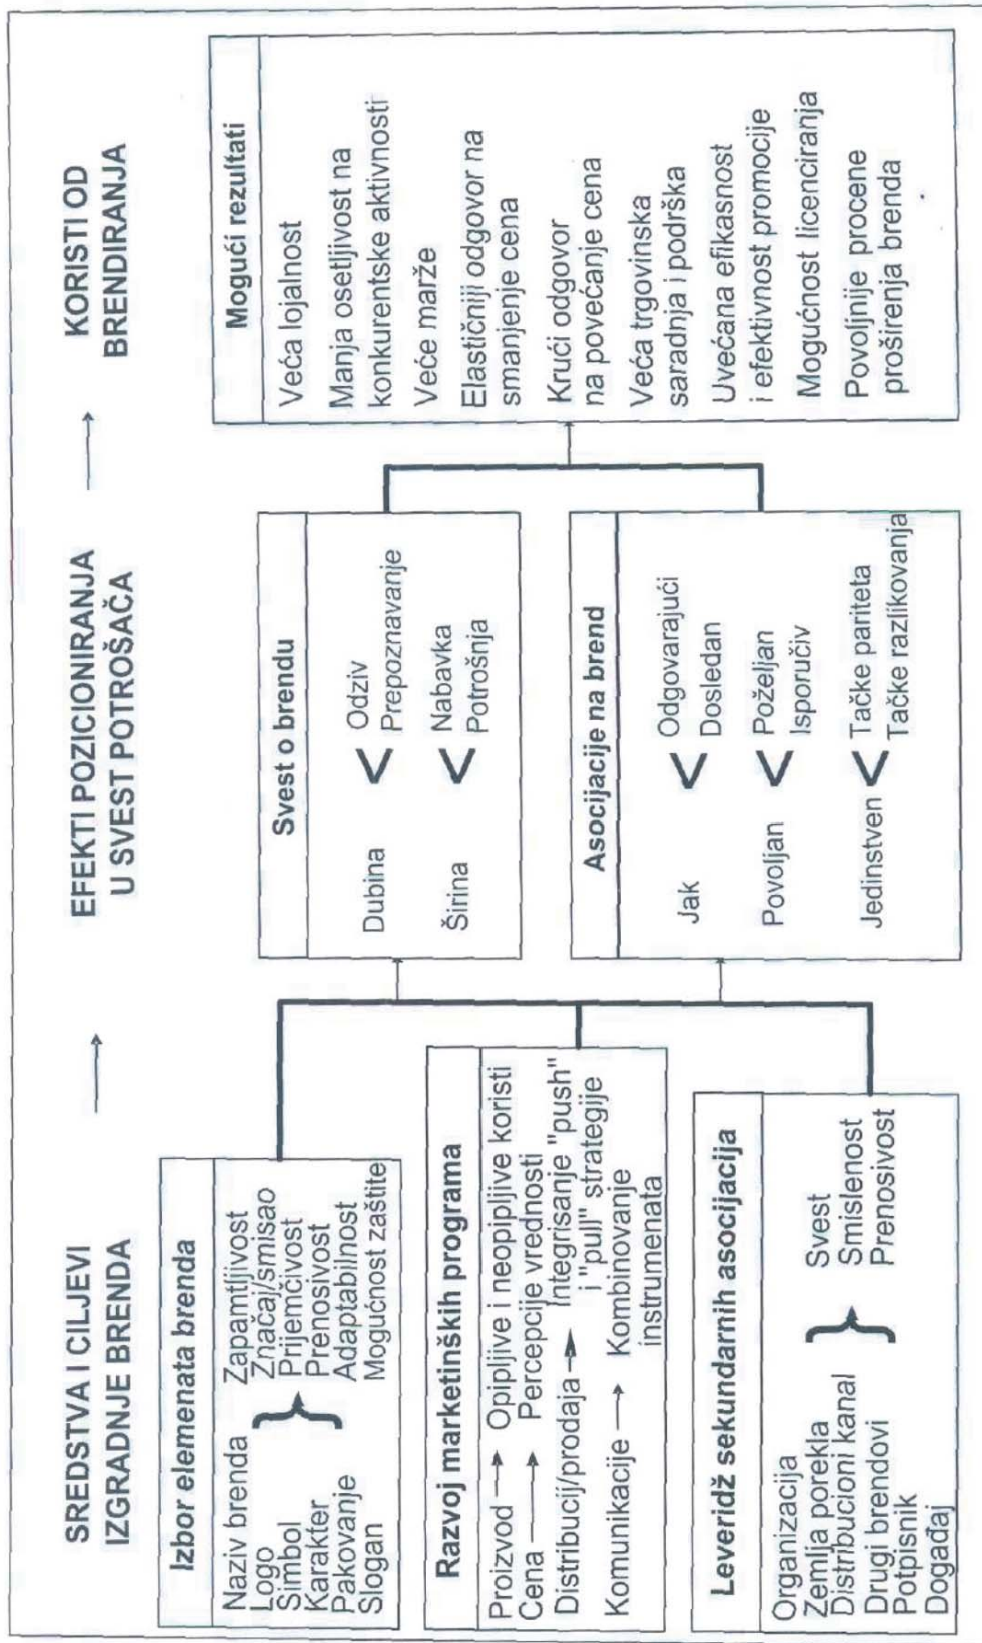 SREDSTVA I CILJEVI
IZGRADNJE BRENDA
EFEKTI POZICIONIRANJA
U SVEST POTROŠAČA
KORISTI OD
BRENDIRANJA
Izbor elemenata brenda
Naziv brenda
Logo
Simbol
Karakter
Pakovanje
Slogan
Zapamtljivost
Značaj/smisao
Prijemčivost
Prenosivost
Adaptabilnost
Mogućnost zaštite
Razvoj marketinških programa
Proizvod → Opipljive i neopipljive koristi
Cena → Percepcije vrednosti
Distribucij/prodaja → Integrisanje "push"
i "pull" strategije
Komunikacije → Kombinovanje
instrumenata
Leveridž sekundarnih asocijacija
Organizacija
Zemlja porekla
Distribucioni kanal
Drugi brendovi
Potpisnik
Događaj
Svest
Smislenost
Prenosivost
Svest o brendu
Dubina < Odziv
Prepoznavanje
Širina < Nabavka
Potrošnja
Asocijacije na brend
Jak < Odgovarajući
Dosledan
Povoljan < Poželjan
Isporučiv
Jedinstven < Tačke pariteta
Tačke razlikovanja
Mogući rezultati
Veća lojalnost
Manja osetljivost na
konkurentske aktivnosti
Veće marže
Elastičniji odgovor na
smanjenje cena
Krući odgovor
na povećanje cena
Veća trgovinska
saradnja i podrška
Uvećana efikasnost
i efektivnost promocije
Mogućnost licenciranja
Povoljnije procene
proširenja brenda